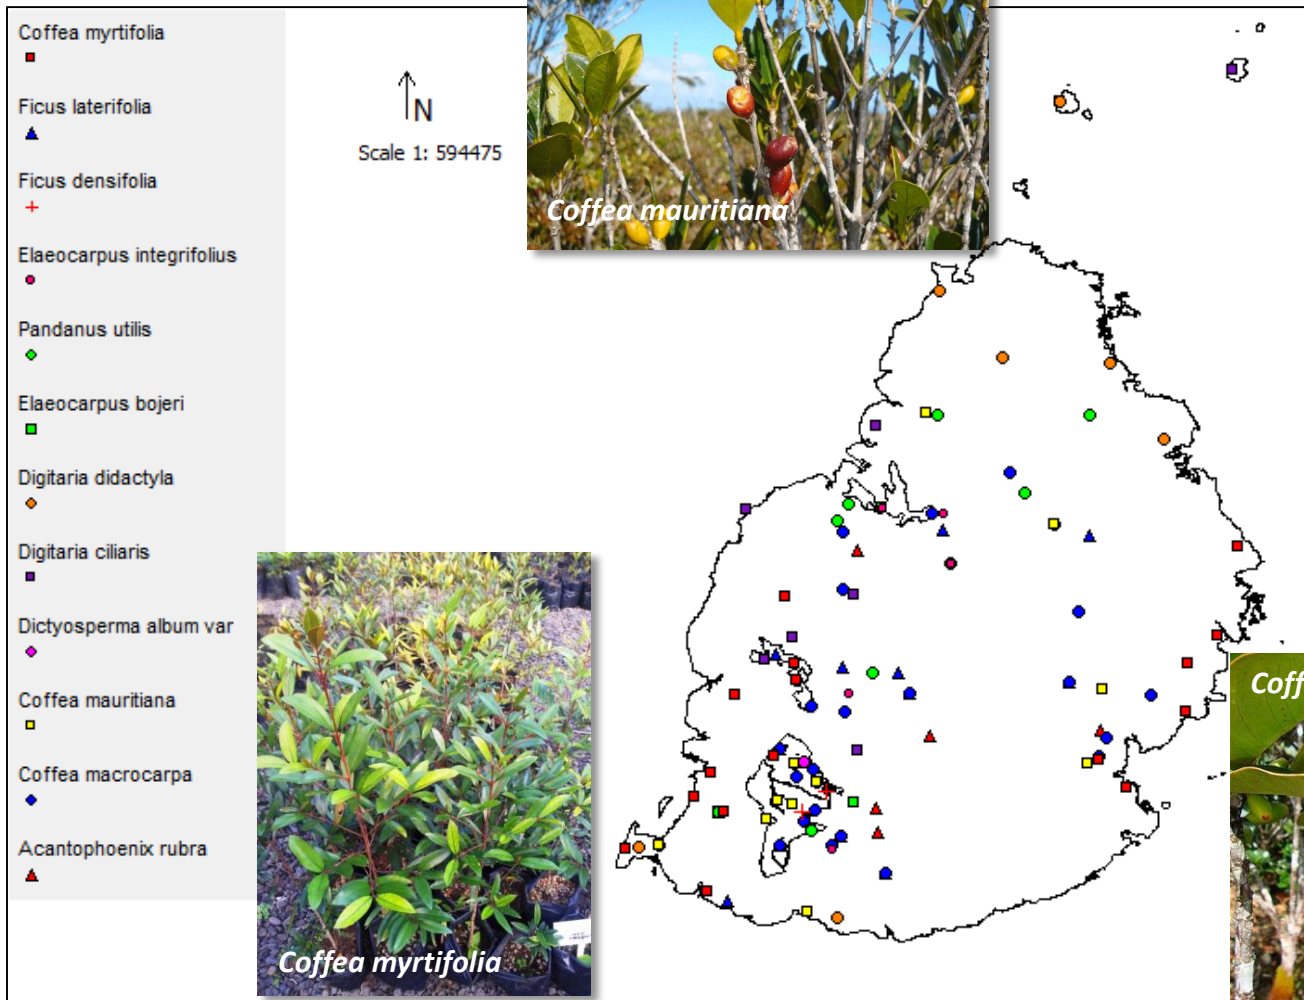 Coffea myrtifolia
Ficus laterifolia
Ficus densifolia
Elaeocarpus integrifolius
Pandanus utilis
Elaeocarpus bojeri
Digitaria didactyla
Digitaria ciliaris
Dictyosperma album var
Coffea mauritiana
Coffea macrocarpa
Acantophoenix rubra
N
Scale 1: 594475
Coffea mauritiana
Coffea myrtifolia
Coff